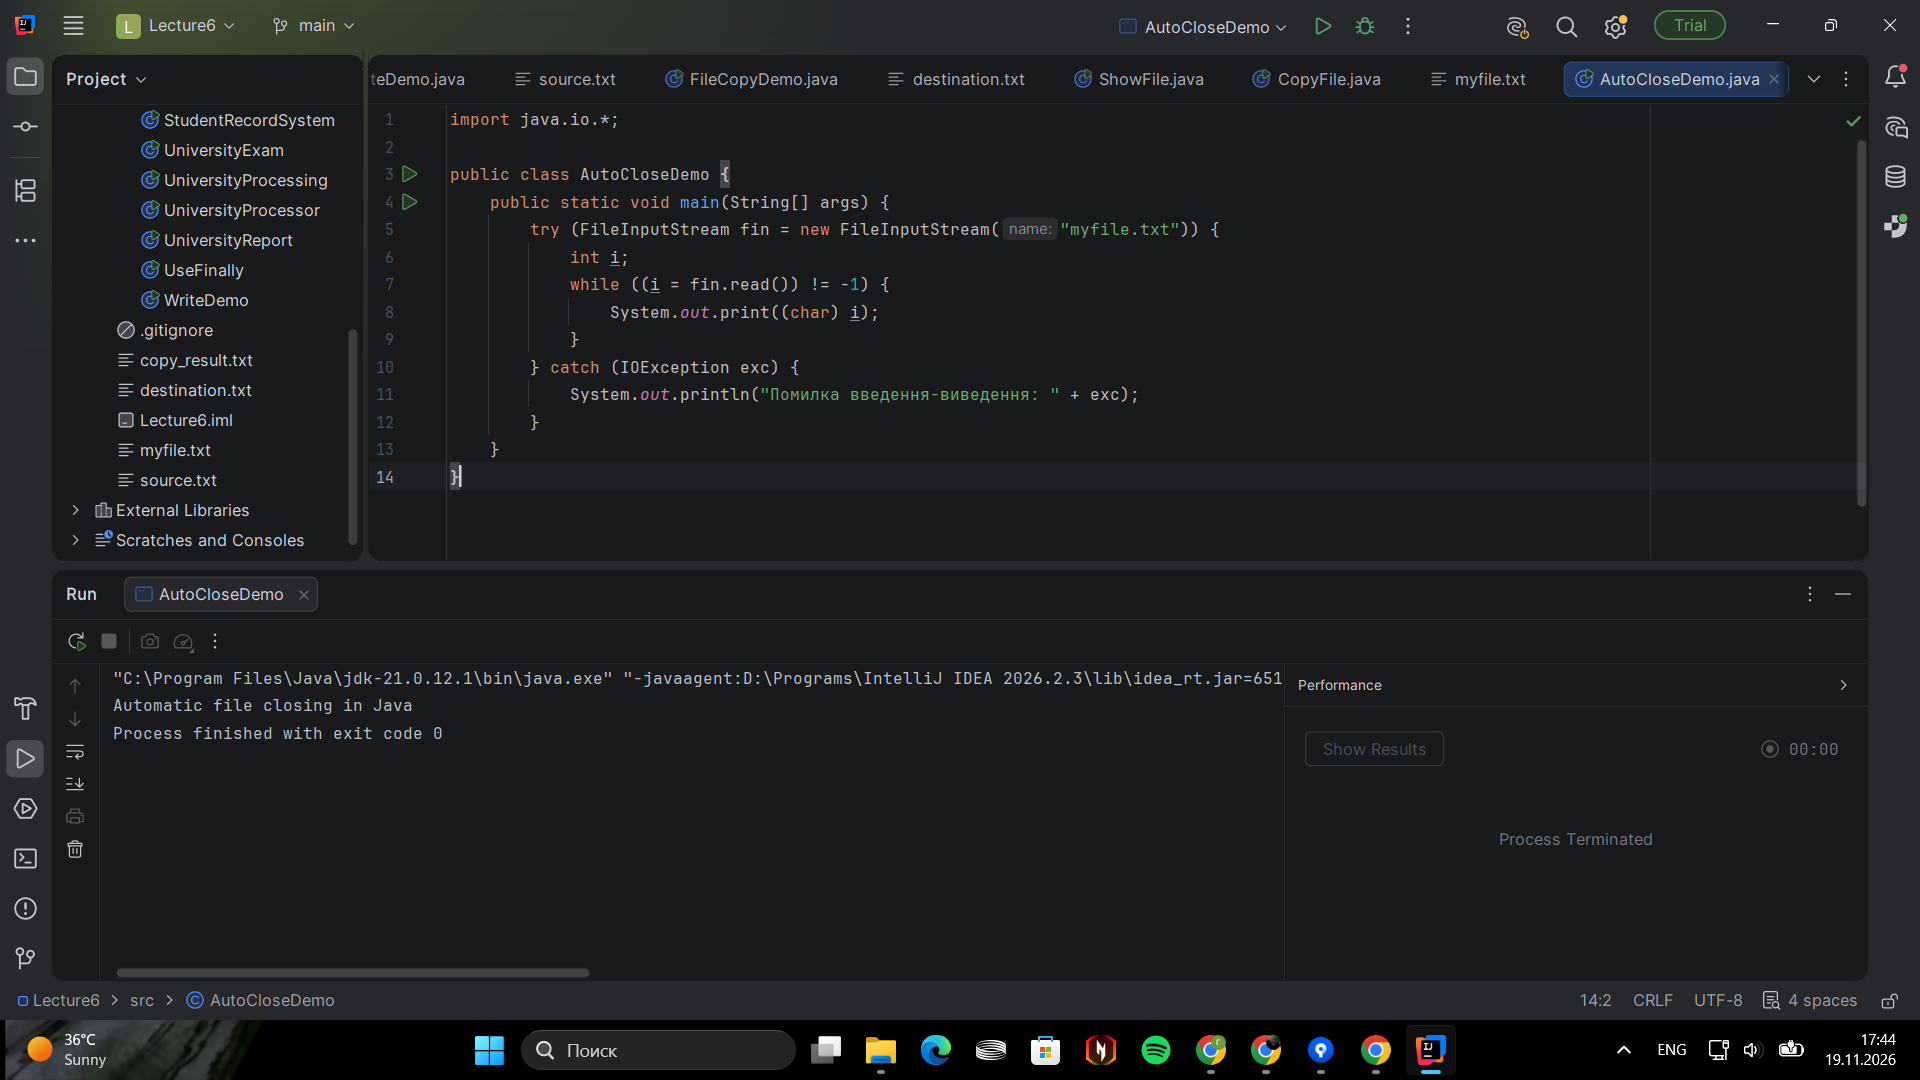 L Lecture6 main AutoCloseDemo Trial
Project
teDemo.java source.txt FileCopyDemo.java destination.txt ShowFile.java CopyFile.java myfile.txt AutoCloseDemo.java
StudentRecordSystem
UniversityExam
UniversityProcessing
UniversityProcessor
UniversityReport
UseFinally
WriteDemo
.gitignore
copy_result.txt
destination.txt
Lecture6.iml
myfile.txt
source.txt
External Libraries
Scratches and Consoles
1 import java.io.*;
2
3 public class AutoCloseDemo {
4 public static void main(String[] args) {
5 try (FileInputStream fin = new FileInputStream( name: "myfile.txt")) {
6 int i;
7 while ((i = fin.read()) != -1) {
8 System.out.print((char) i);
9 }
10 } catch (IOException exc) {
11 System.out.println("Помилка введення-виведення: " + exc);
12 }
13 }
14 }
Run AutoCloseDemo
"C:\Program Files\Java\jdk-21.0.12.1\bin\java.exe" "-javaagent:D:\Programs\IntelliJ IDEA 2026.2.3\lib\idea_rt.jar=651
Automatic file closing in Java
Process finished with exit code 0
Performance
Show Results 00:00
Process Terminated
Lecture6 > src > AutoCloseDemo
14:2 CRLF UTF-8 4 spaces
36°C
Sunny
Поиск
ENG
17:44
19.11.2026